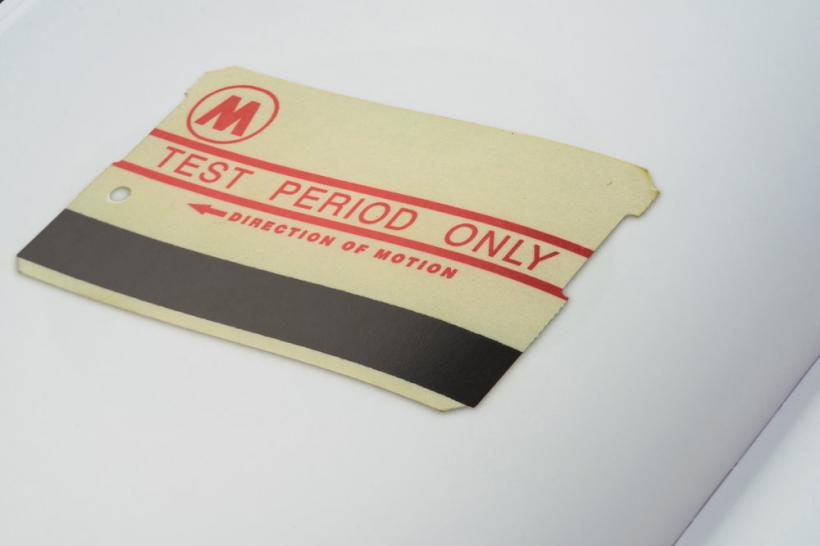 M
TEST PERIOD ONLY
DIRECTION OF MOTION